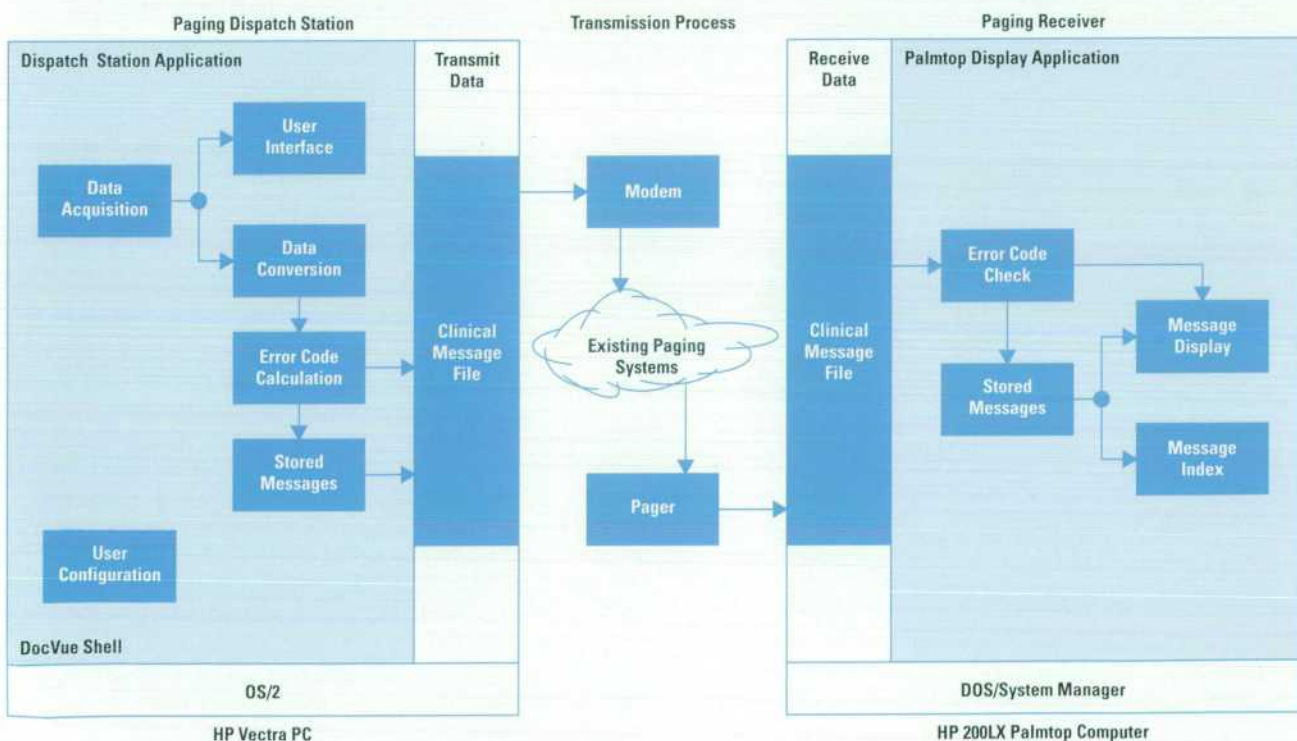 Paging Dispatch Station
Transmission Process
Paging Receiver
Dispatch Station Application
Transmit
Data
Receive
Data
Palmtop Display Application
User
Interface
Data
Acquisition
Data
Conversion
Error Code
Calculation
Stored
Messages
User
Configuration
DocVue Shell
Clinical
Message
File
Modem
Existing Paging
Systems
Pager
Clinical
Message
File
Error Code
Check
Message
Display
Stored
Messages
Message
Index
OS/2
DOS/System Manager
HP Vectra PC
HP 200LX Palmtop Computer